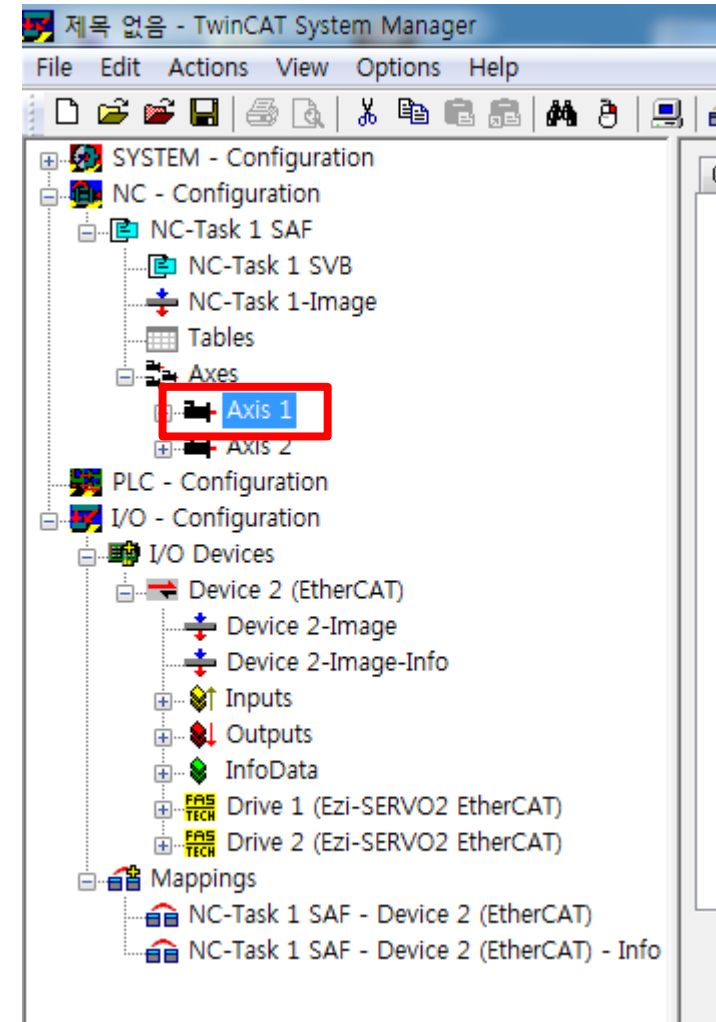 제목 없음 - TwinCAT System Manager
File Edit Actions View Options Help
SYSTEM - Configuration
NC - Configuration
NC-Task 1 SAF
NC-Task 1 SVB
NC-Task 1-Image
Tables
Axes
Axis 1
Axis 2
PLC - Configuration
I/O - Configuration
I/O Devices
Device 2 (EtherCAT)
Device 2-Image
Device 2-Image-Info
Inputs
Outputs
InfoData
FAS
TECH
Drive 1 (Ezi-SERVO2 EtherCAT)
FAS
TECH
Drive 2 (Ezi-SERVO2 EtherCAT)
Mappings
NC-Task 1 SAF - Device 2 (EtherCAT)
NC-Task 1 SAF - Device 2 (EtherCAT) - Info